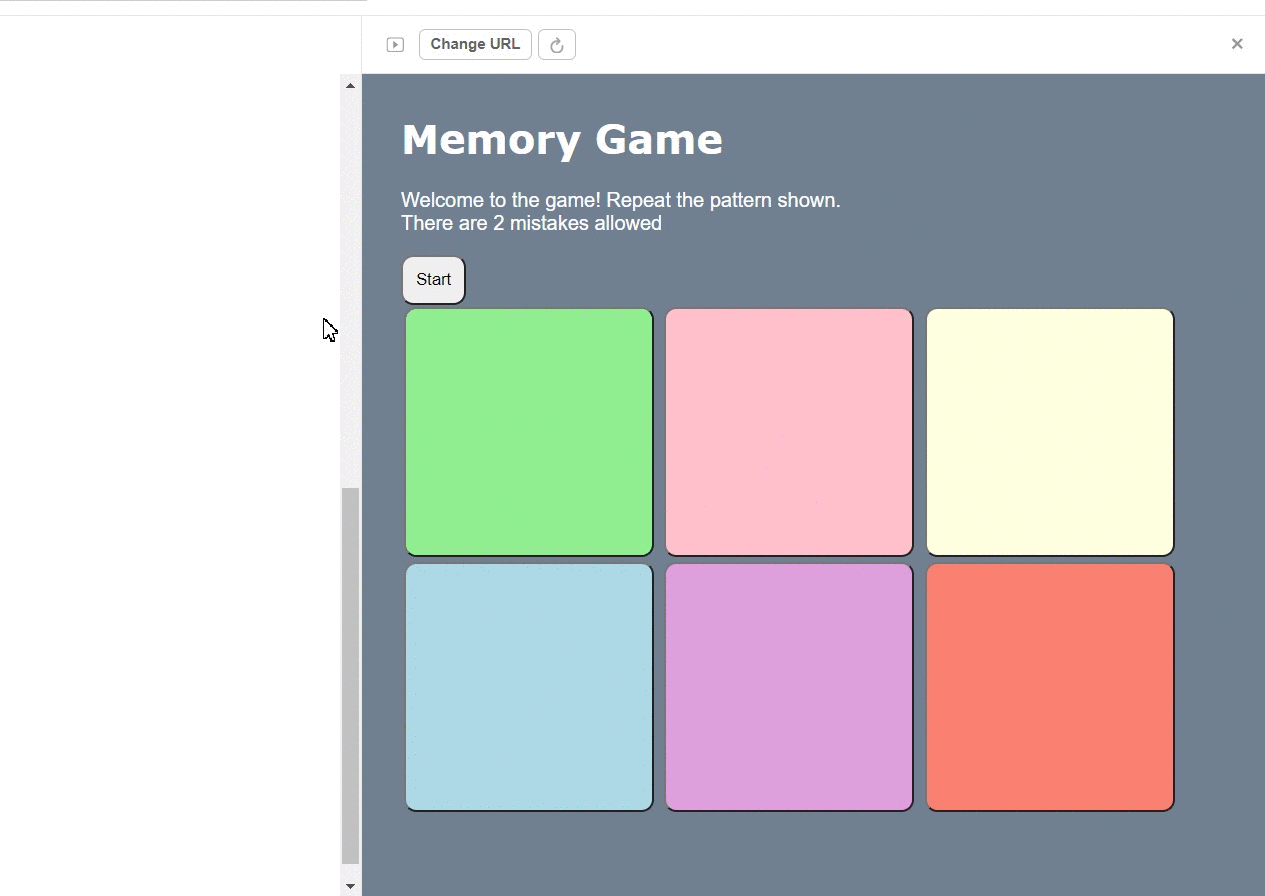 Change URL
Memory Game
Welcome to the game! Repeat the pattern shown.
There are 2 mistakes allowed
Start